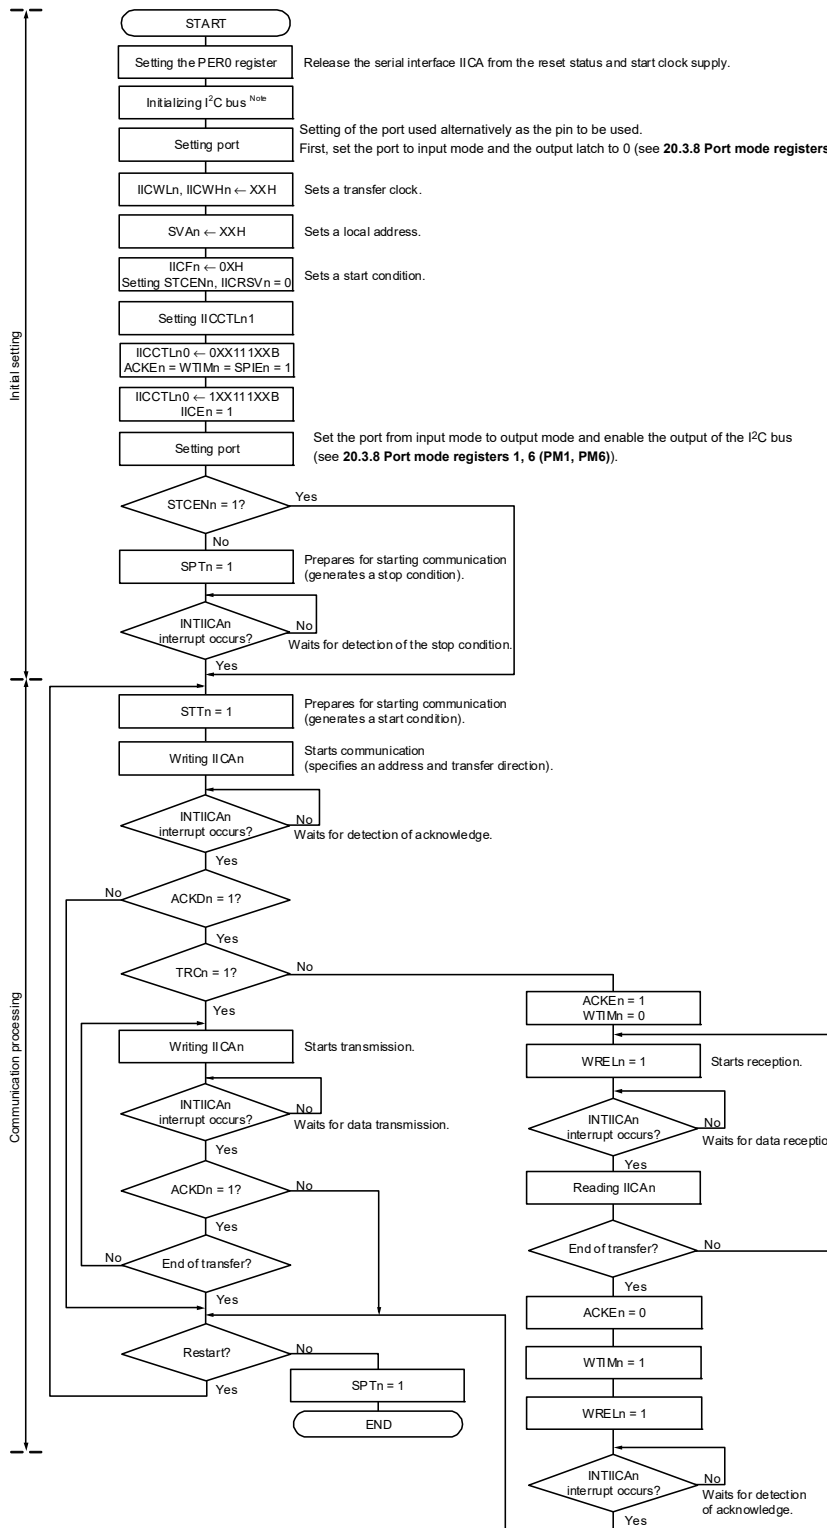 START
Setting the PER0 register
Release the serial interface IICA from the reset status and start clock supply.
Initializing I2C bus Note
Setting port
Setting of the port used alternatively as the pin to be used.
First, set the port to input mode and the output latch to 0 (see 20.3.8 Port mode registers
IICWLn, IICWHn ← XXH
Sets a transfer clock.
SVAn ← XXH
Sets a local address.
IICFn ← 0XH
Setting STCENn, IICRSVn = 0
Sets a start condition.
Setting IICCTLn1
IICCTLn0 ← 0XX111XXB
ACKEn = WTIMn = SPIEn = 1
IICCTLn0 ← 1XX111XXB
IICEn = 1
Setting port
Set the port from input mode to output mode and enable the output of the I2C bus
(see 20.3.8 Port mode registers 1, 6 (PM1, PM6)).
Initial setting
STCENn = 1?
Yes
No
SPTn = 1
Prepares for starting communication
(generates a stop condition).
INTIICAn
interrupt occurs?
No
Waits for detection of the stop condition.
Yes
STTn = 1
Prepares for starting communication
(generates a start condition).
Writing IICAn
Starts communication
(specifies an address and transfer direction).
INTIICAn
interrupt occurs?
No
Waits for detection of acknowledge.
Yes
No
ACKDn = 1?
Yes
TRCn = 1?
No
Yes
Communication processing
Writing IICAn
Starts transmission.
INTIICAn
interrupt occurs?
No
Waits for data transmission.
Yes
ACKDn = 1?
No
Yes
No
End of transfer?
Yes
Restart?
No
Yes
SPTn = 1
END
ACKEn = 1
WTIMn = 0
WRELn = 1
Starts reception.
INTIICAn
interrupt occurs?
No
Waits for data receptio
Yes
Reading IICAn
End of transfer?
No
Yes
ACKEn = 0
WTIMn = 1
WRELn = 1
INTIICAn
interrupt occurs?
No
Waits for detection
of acknowledge.
Yes